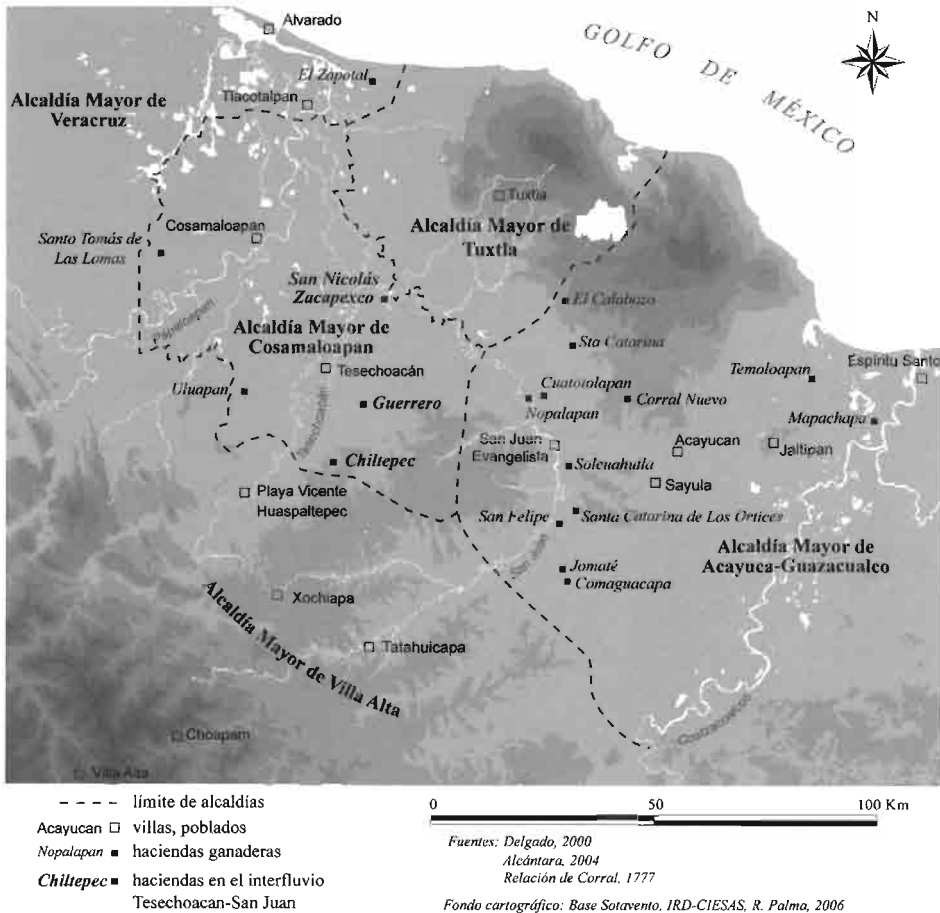 Alvarado
N
GOLFO DE MÉXICO
El Zapotal
Alcaldía Mayor de
Veracruz
Tlacotalpan
Tuxtla
Cosamaloapan
Alcaldía Mayor de
Tuxtla
Santo Tomás de
Las Lomas
San Nicolás
Zacapexco
El Calabozo
Papaloapan
Alcaldía Mayor de
Cosamaloapan
Sta Catarina
Espíritu Santo
Tesechoacán
Temoloapan
Uluapan
Cuatotolapan
Guerrero
Nopalapan
Corral Nuevo
Mapachapa
Tesechoacán
San Juan
Evangelista
Acayucan
Jaltipan
Chiltepec
Solcuahutla
Sayula
Playa Vicente
Huaspaltepec
San Felipe
Santa Catarina de Los Ortices
Alcaldía Mayor de
Acayuca-Guazacualco
San Juan
Jomaté
Comaguacapa
Xochiapa
Alcaldía Mayor de Villa Alta
Tatahuicapa
Coatzacoalcos
Choapam
Villa Alta
límite de alcaldías
Acayucan villas, poblados
Nopalapan haciendas ganaderas
Chiltepec haciendas en el interfluvio
Tesechoacan-San Juan
0 50 100 Km
Fuentes: Delgado, 2000
Alcántara, 2004
Relación de Corral, 1777
Fondo cartográfico: Base Sotavento, IRD-CIESAS, R. Palma, 2006